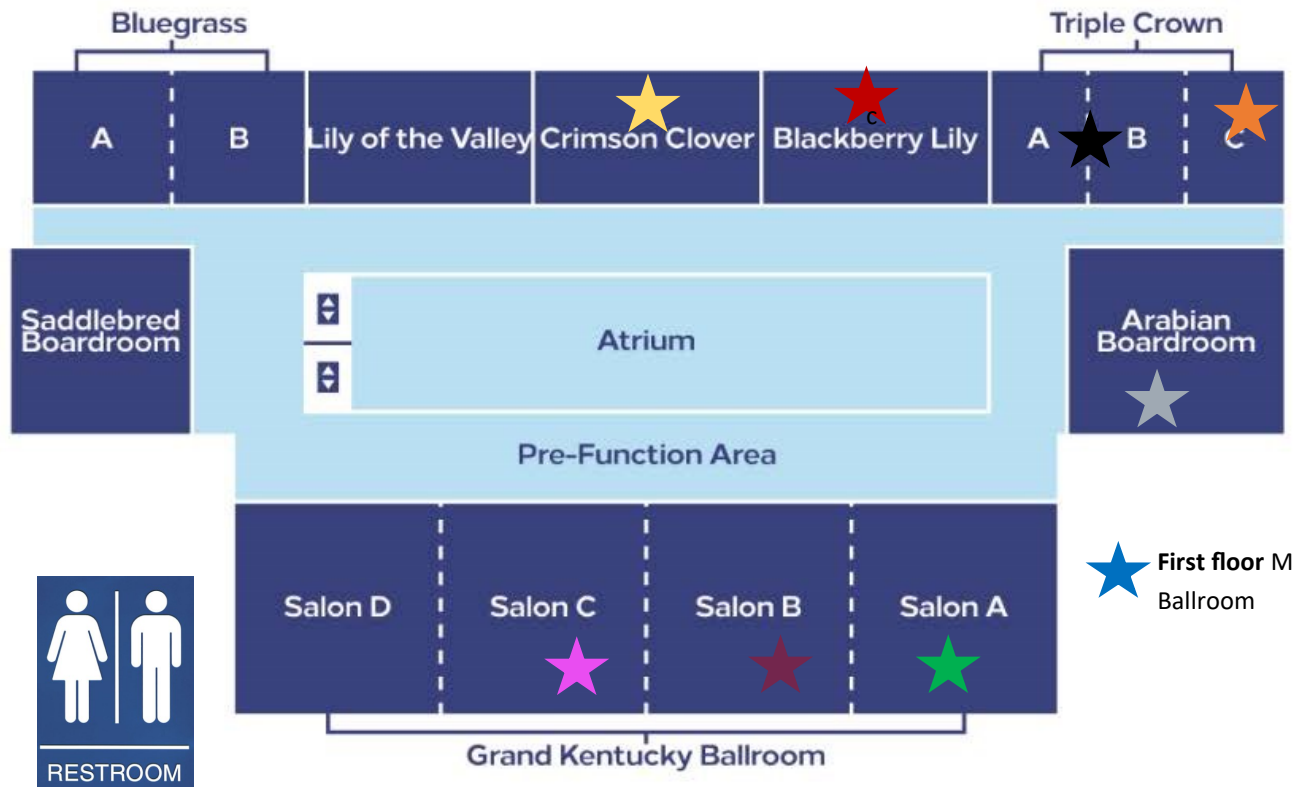 Bluegrass
Triple Crown
A
B
Lily of the Valley
Crimson Clover
C
Blackberry Lily
A
B
C
Saddlebred
Boardroom
Atrium
Arabian
Boardroom
Pre-Function Area
Salon D
Salon C
Salon B
Salon A
First floor M
Ballroom
Grand Kentucky Ballroom
RESTROOM